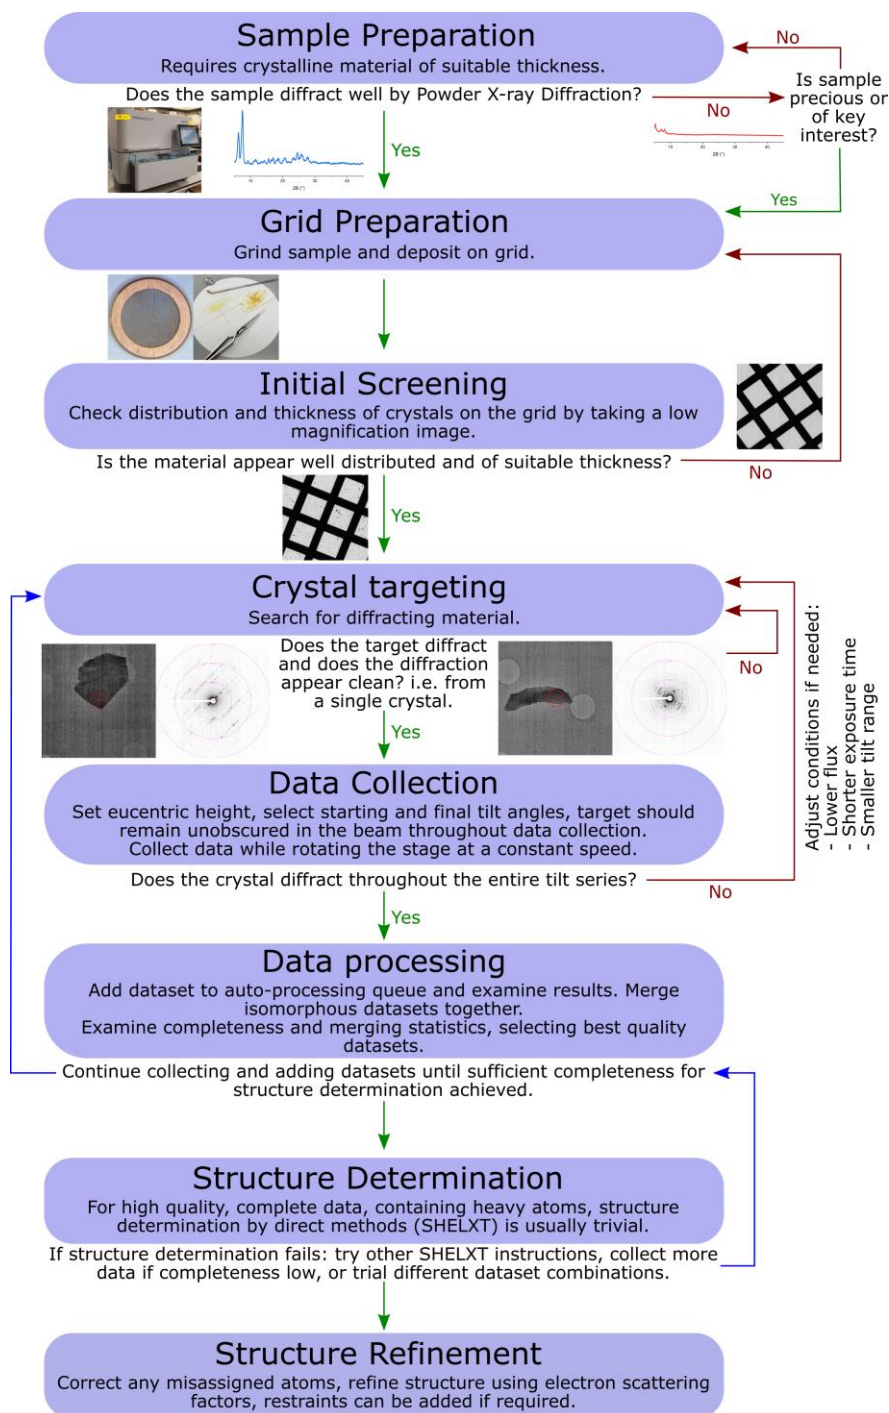 Sample Preparation
Requires crystalline material of suitable thickness.
Does the sample diffract well by Powder X-ray Diffraction?
No
No
Is sample
precious or
of key
interest?
Yes
10 20 30 40
2θ (°)
10 20 30 40
2θ (°)
Yes
Grid Preparation
Grind sample and deposit on grid.
Initial Screening
Check distribution and thickness of crystals on the grid by taking a low
magnification image.
Is the material appear well distributed and of suitable thickness?
No
Yes
Crystal targeting
Search for diffracting material.
Does the target diffract
and does the diffraction
appear clean? i.e. from
a single crystal.
No
Yes
Adjust conditions if needed:
- Lower flux
- Shorter exposure time
- Smaller tilt range
Data Collection
Set eucentric height, select starting and final tilt angles, target should
remain unobscured in the beam throughout data collection.
Collect data while rotating the stage at a constant speed.
Does the crystal diffract throughout the entire tilt series?
No
Yes
Data processing
Add dataset to auto-processing queue and examine results. Merge
isomorphous datasets together.
Examine completeness and merging statistics, selecting best quality
datasets.
Continue collecting and adding datasets until sufficient completeness for
structure determination achieved.
Structure Determination
For high quality, complete data, containing heavy atoms, structure
determination by direct methods (SHELXT) is usually trivial.
If structure determination fails: try other SHELXT instructions, collect more
data if completeness low, or trial different dataset combinations.
Structure Refinement
Correct any misassigned atoms, refine structure using electron scattering
factors, restraints can be added if required.